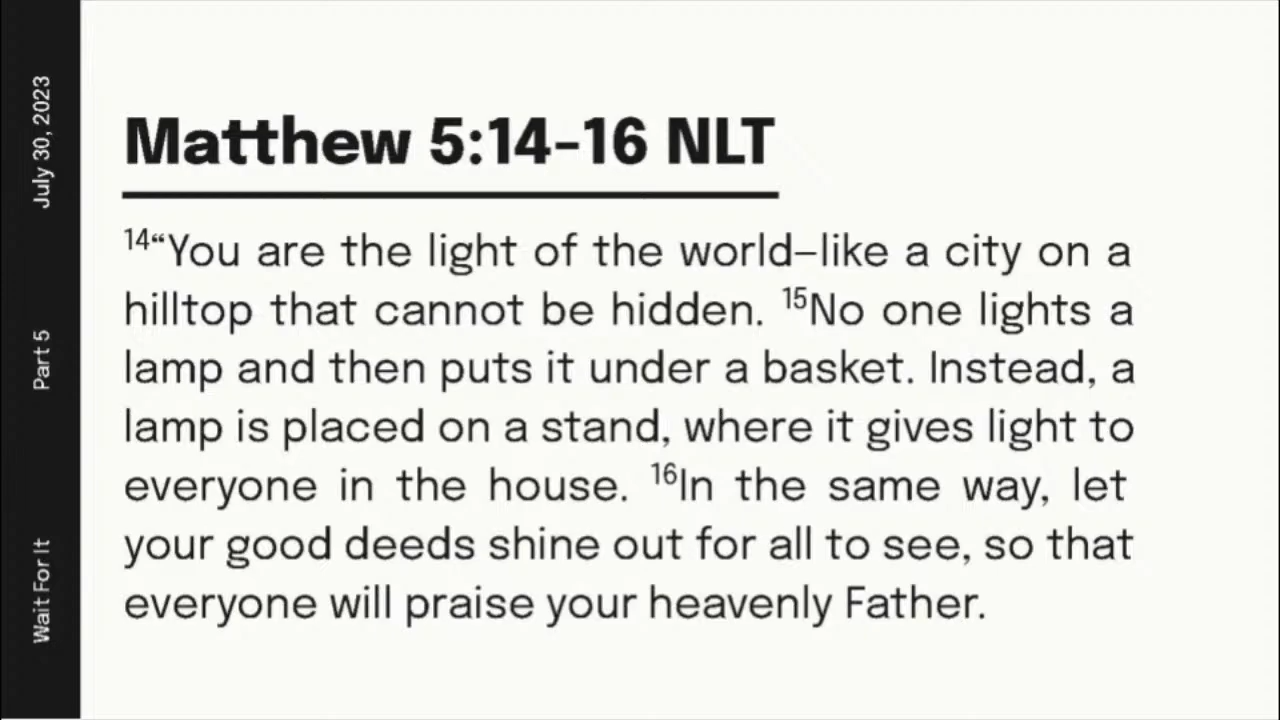 Matthew 5:14–16 NLT
¹⁴“You are the light of the world—like a city on a
hilltop that cannot be hidden. ¹⁵No one lights a
lamp and then puts it under a basket. Instead, a
lamp is placed on a stand, where it gives light to
everyone in the house. ¹⁶In the same way, let
your good deeds shine out for all to see, so that
everyone will praise your heavenly Father.
Wait For It
Part 5
July 30, 2023